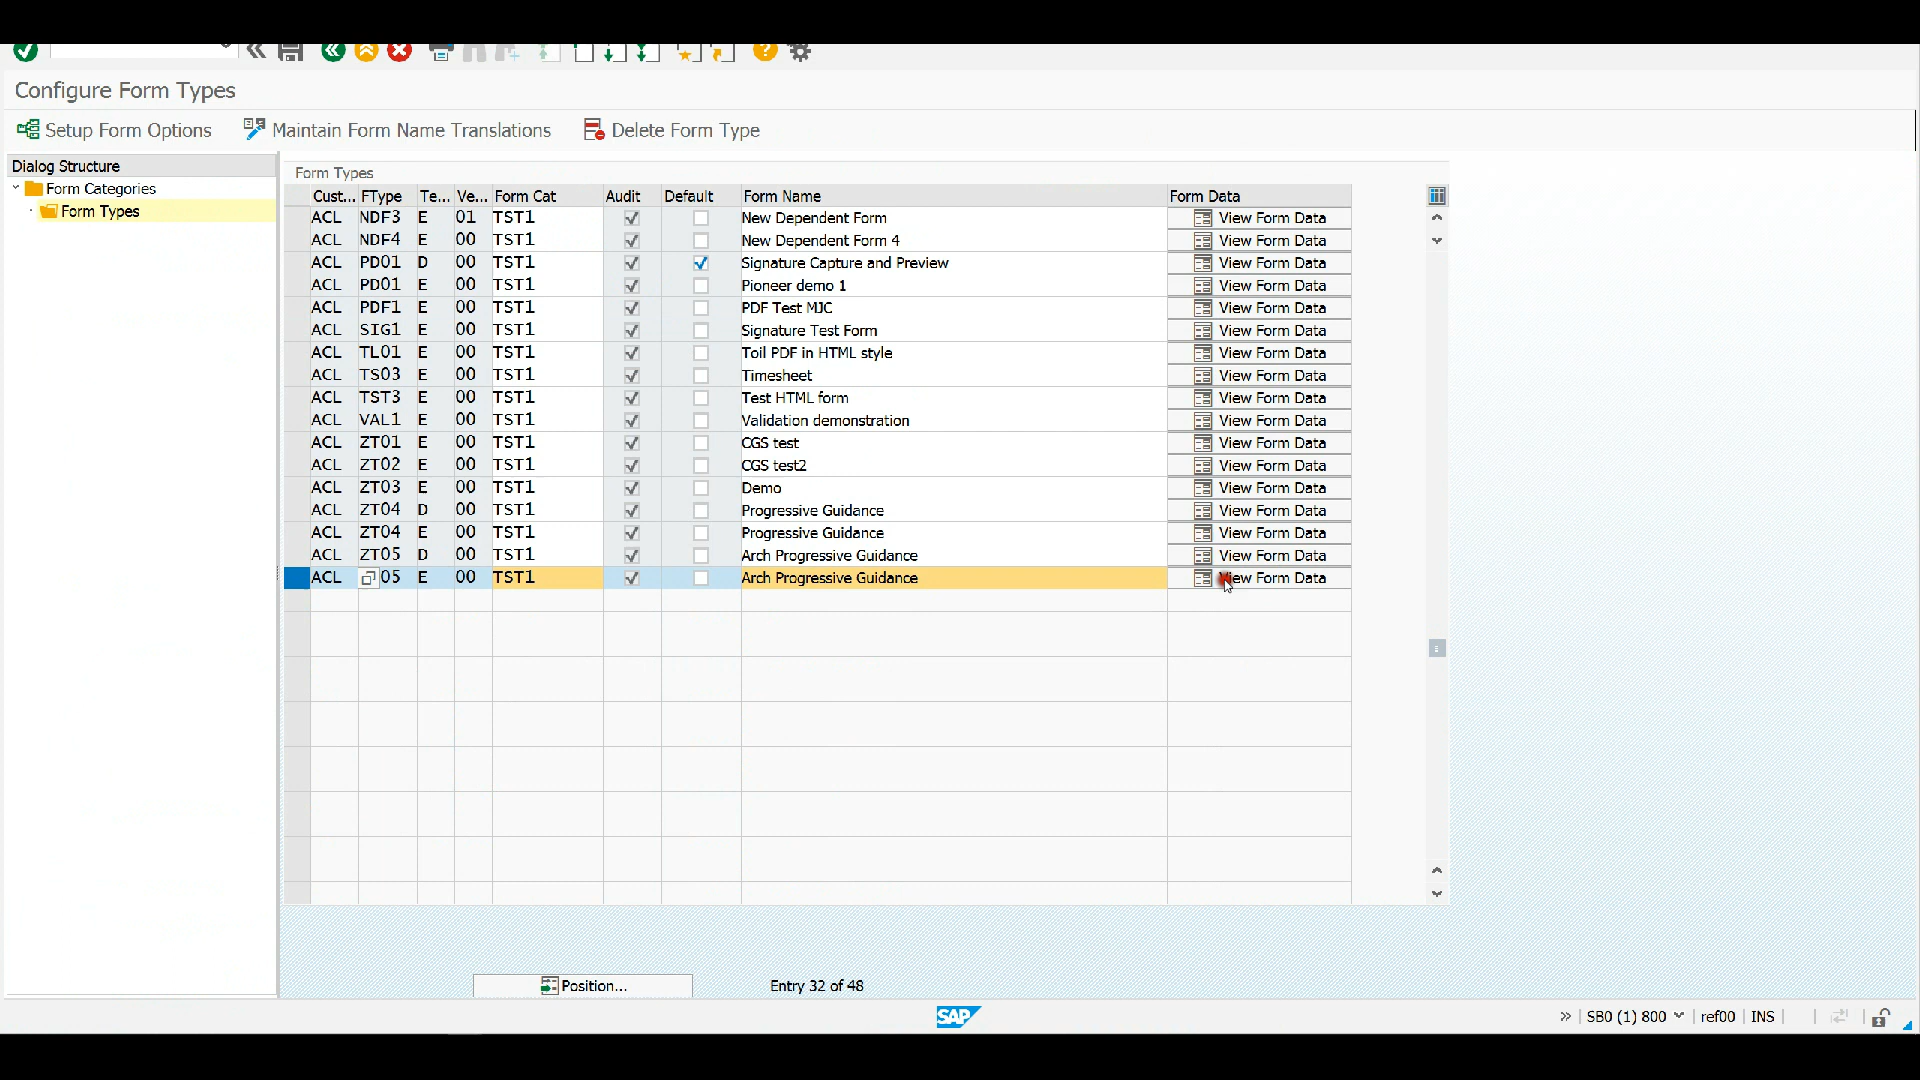 Configure Form Types
Setup Form Options Maintain Form Name Translations Delete Form Type
Dialog Structure
Form Categories
Form Types
Form Types
Cust... FType Te... Ve... Form Cat Audit Default Form Name Form Data
ACL NDF3 E 01 TST1 New Dependent Form View Form Data
ACL NDF4 E 00 TST1 New Dependent Form 4 View Form Data
ACL PD01 D 00 TST1 Signature Capture and Preview View Form Data
ACL PD01 E 00 TST1 Pioneer demo 1 View Form Data
ACL PDF1 E 00 TST1 PDF Test MJC View Form Data
ACL SIG1 E 00 TST1 Signature Test Form View Form Data
ACL TL01 E 00 TST1 Toil PDF in HTML style View Form Data
ACL TS03 E 00 TST1 Timesheet View Form Data
ACL TST3 E 00 TST1 Test HTML form View Form Data
ACL VAL1 E 00 TST1 Validation demonstration View Form Data
ACL ZT01 E 00 TST1 CGS test View Form Data
ACL ZT02 E 00 TST1 CGS test2 View Form Data
ACL ZT03 E 00 TST1 Demo View Form Data
ACL ZT04 D 00 TST1 Progressive Guidance View Form Data
ACL ZT04 E 00 TST1 Progressive Guidance View Form Data
ACL ZT05 D 00 TST1 Arch Progressive Guidance View Form Data
ACL 05 E 00 TST1 Arch Progressive Guidance View Form Data
Position... Entry 32 of 48
SAP SB0 (1) 800 ref00 INS